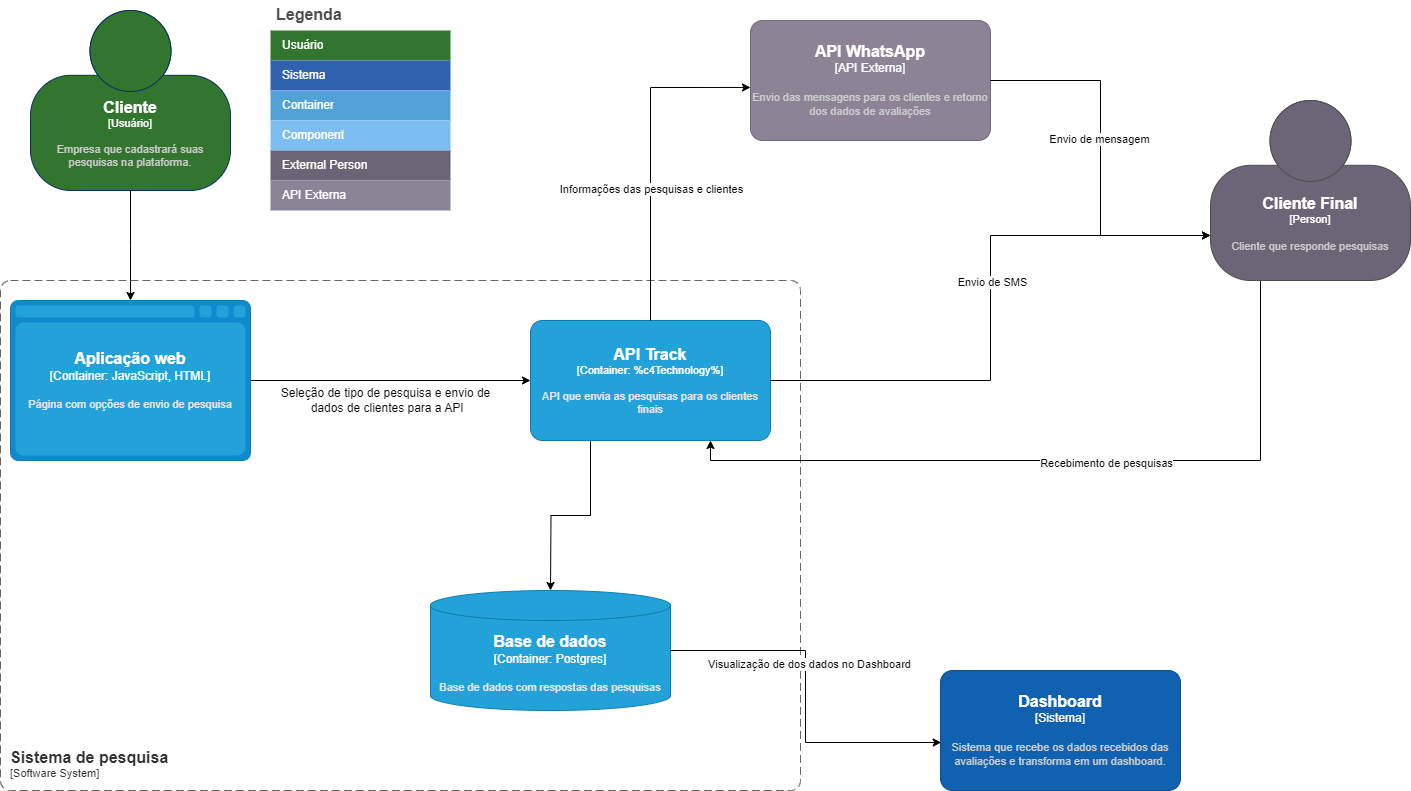 Legenda
Usuário
Sistema
Container
Component
External Person
API Externa
Cliente
[Usuário]
Empresa que cadastrará suas
pesquisas na plataforma.
API WhatsApp
[API Externa]
Envio das mensagens para os clientes e retorno
dos dados de avaliações
Envio de mensagem
Informações das pesquisas e clientes
Cliente Final
[Person]
Cliente que responde pesquisas
Envio de SMS
Aplicação web
[Container: JavaScript, HTML]
Página com opções de envio de pesquisa
Seleção de tipo de pesquisa e envio de
dados de clientes para a API
API Track
[Container: %c4Technology%]
API que envia as pesquisas para os clientes
finais
Recebimento de pesquisas
Base de dados
[Container: Postgres]
Base de dados com respostas das pesquisas
Visualização de dos dados no Dashboard
Dashboard
[Sistema]
Sistema que recebe os dados recebidos das
avaliações e transforma em um dashboard.
Sistema de pesquisa
[Software System]